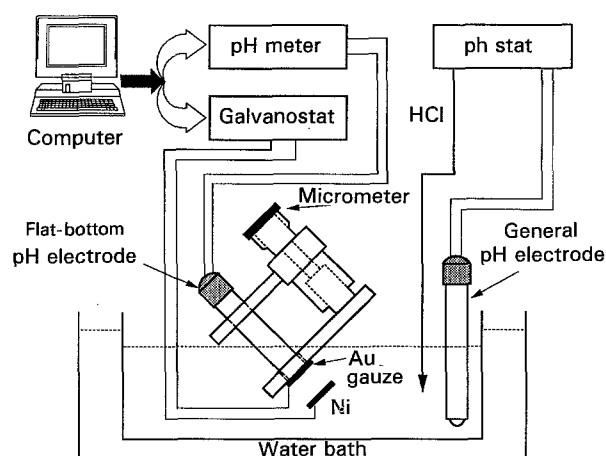 pH meter
ph stat
Computer
Galvanostat
HCl
Micrometer
Flat-bottom
pH electrode
General
pH electrode
Au
gauze
Ni
Water bath